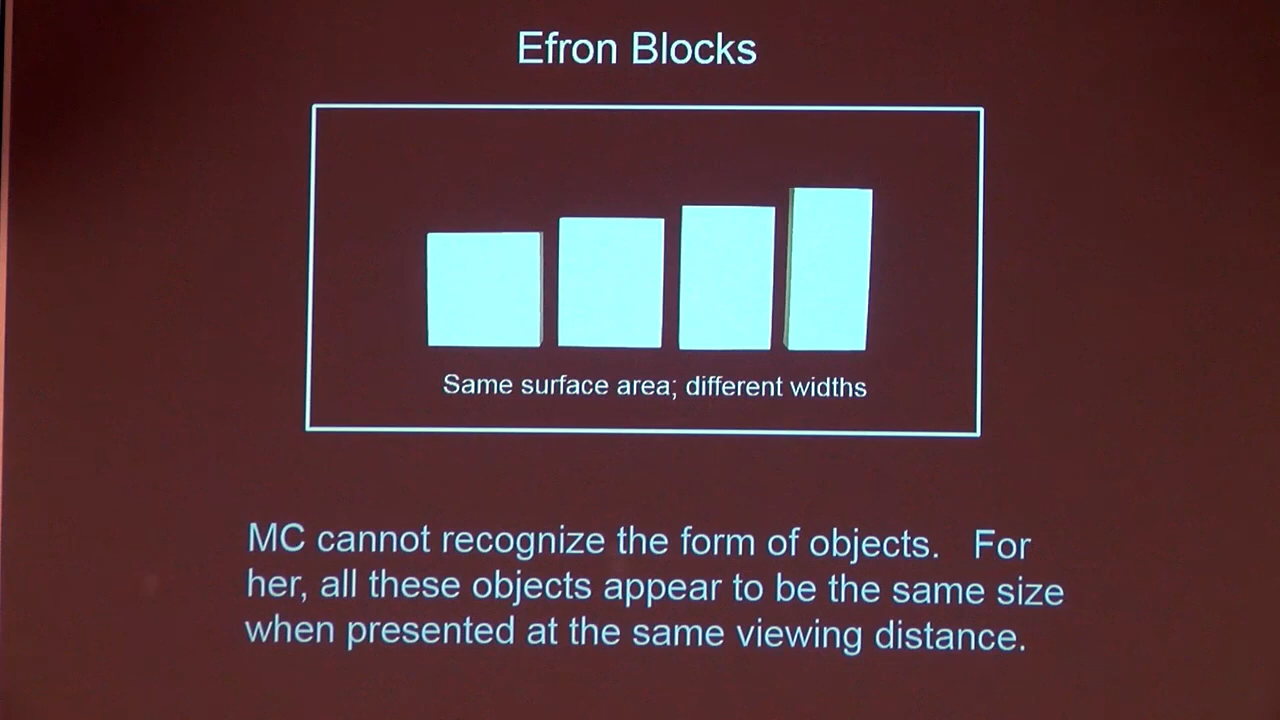 Efron Blocks
Same surface area; different widths
MC cannot recognize the form of objects. For
her, all these objects appear to be the same size
when presented at the same viewing distance.